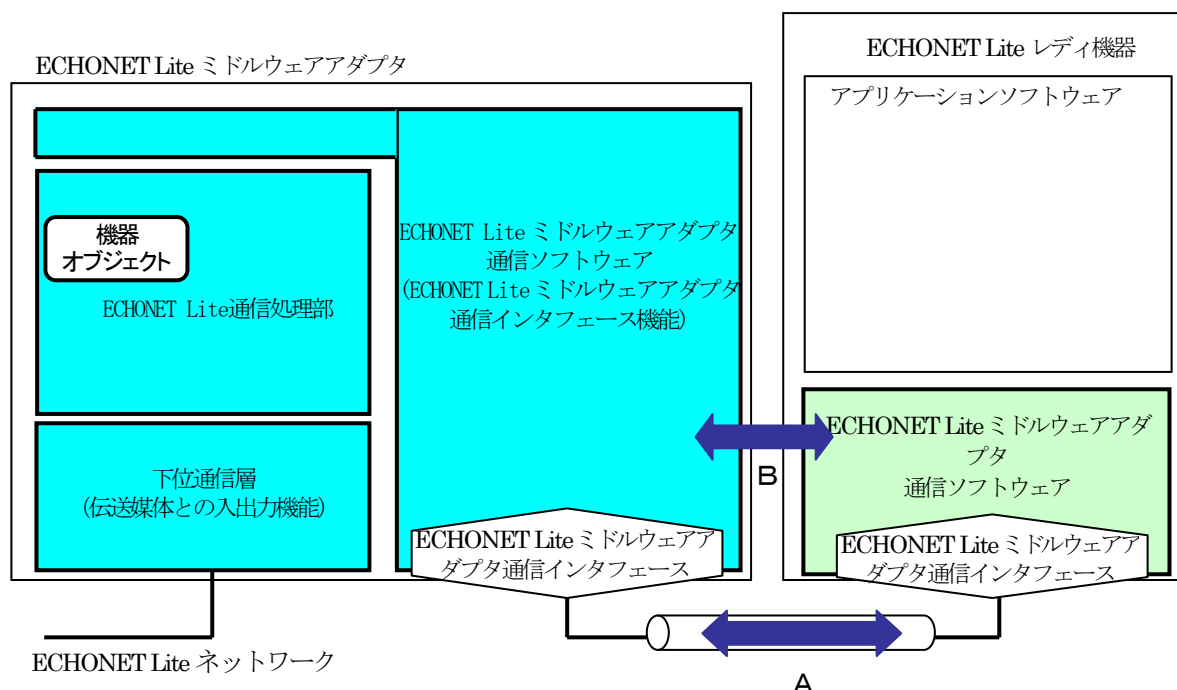 ECHONET Lite ミドルウェアアダプタ
機器
オブジェクト
ECHONET Lite通信処理部
下位通信層
(伝送媒体との入出力機能)
ECHONET Lite ミドルウェアアダプタ
通信ソフトウェア
(ECHONET Lite ミドルウェアアダプタ
通信インタフェース機能)
ECHONET Lite ミドルウェアア
ダプタ通信インタフェース
ECHONET Lite ネットワーク
B
A
ECHONET Lite レディ機器
アプリケーションソフトウェア
ECHONET Lite ミドルウェアアダ
プタ
通信ソフトウェア
ECHONET Lite ミドルウェアア
ダプタ通信インタフェース